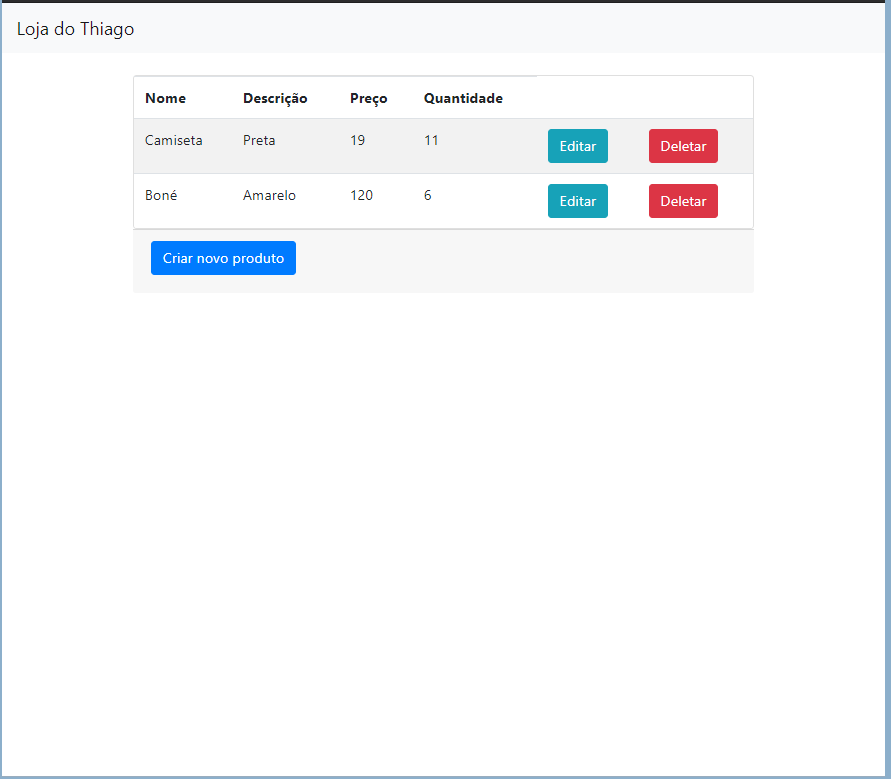 Loja do Thiago
Nome Descrição Preço Quantidade
Camiseta Preta 19 11 Editar Deletar
Boné Amarelo 120 6 Editar Deletar
Criar novo produto